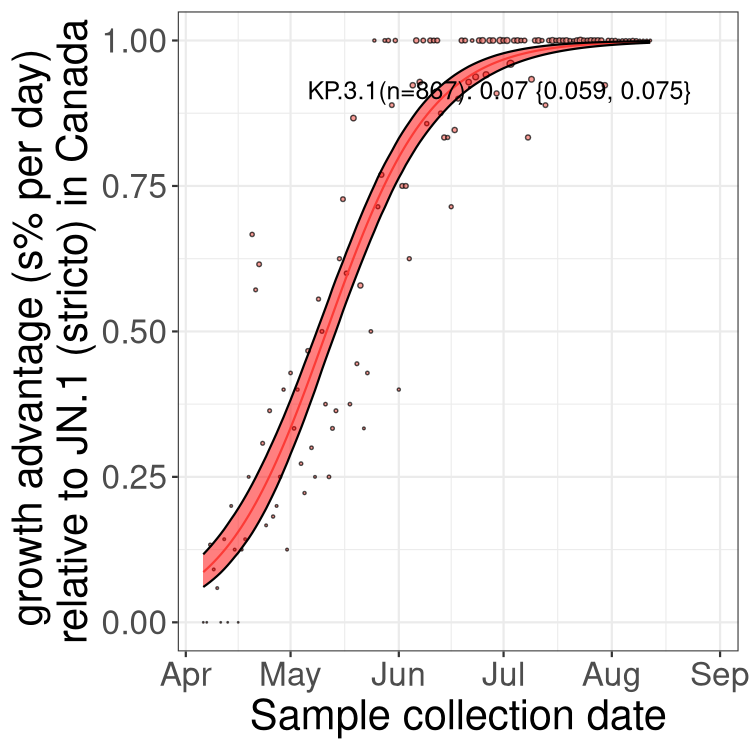 growth advantage (s% per day)
relative to JN.1 (stricto) in Canada
1.00
0.75
0.50
0.25
0.00
KP.3.1(n=867): 0.07 {0.059, 0.075}
Apr May Jun Jul Aug Sep
Sample collection date